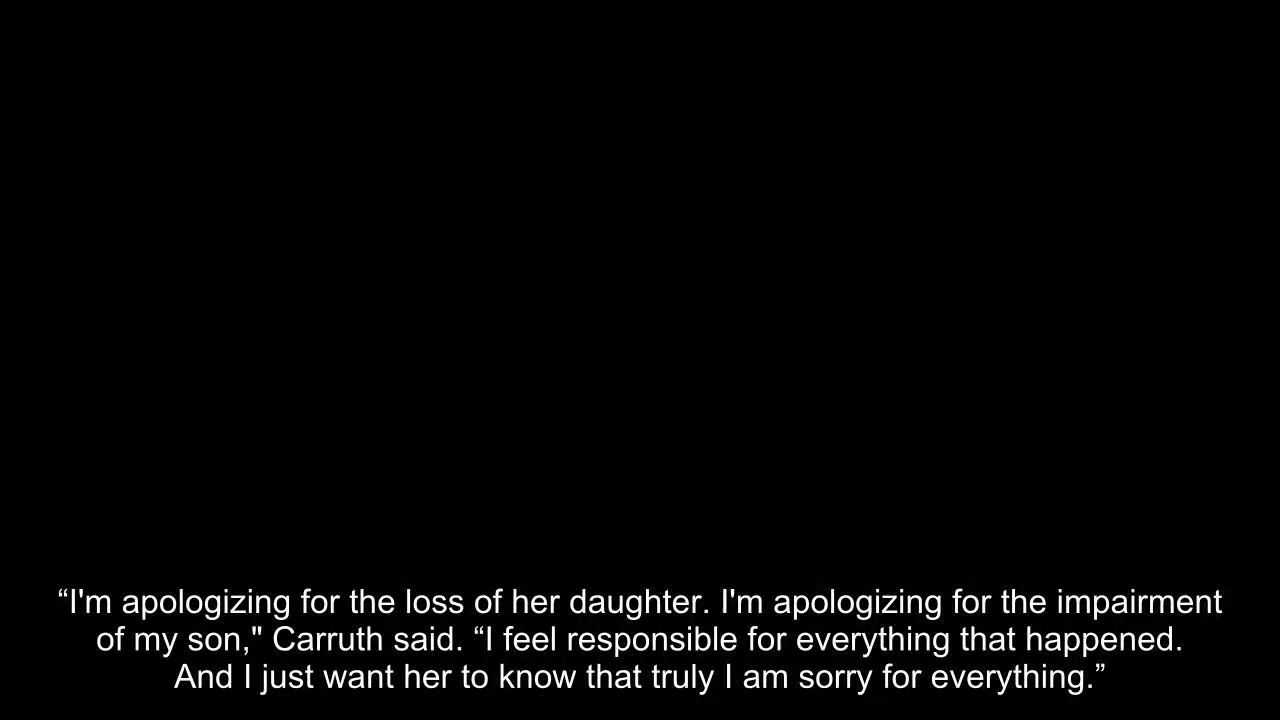 “I'm apologizing for the loss of her daughter. I'm apologizing for the impairment
of my son," Carruth said. “I feel responsible for everything that happened.
And I just want her to know that truly I am sorry for everything.”